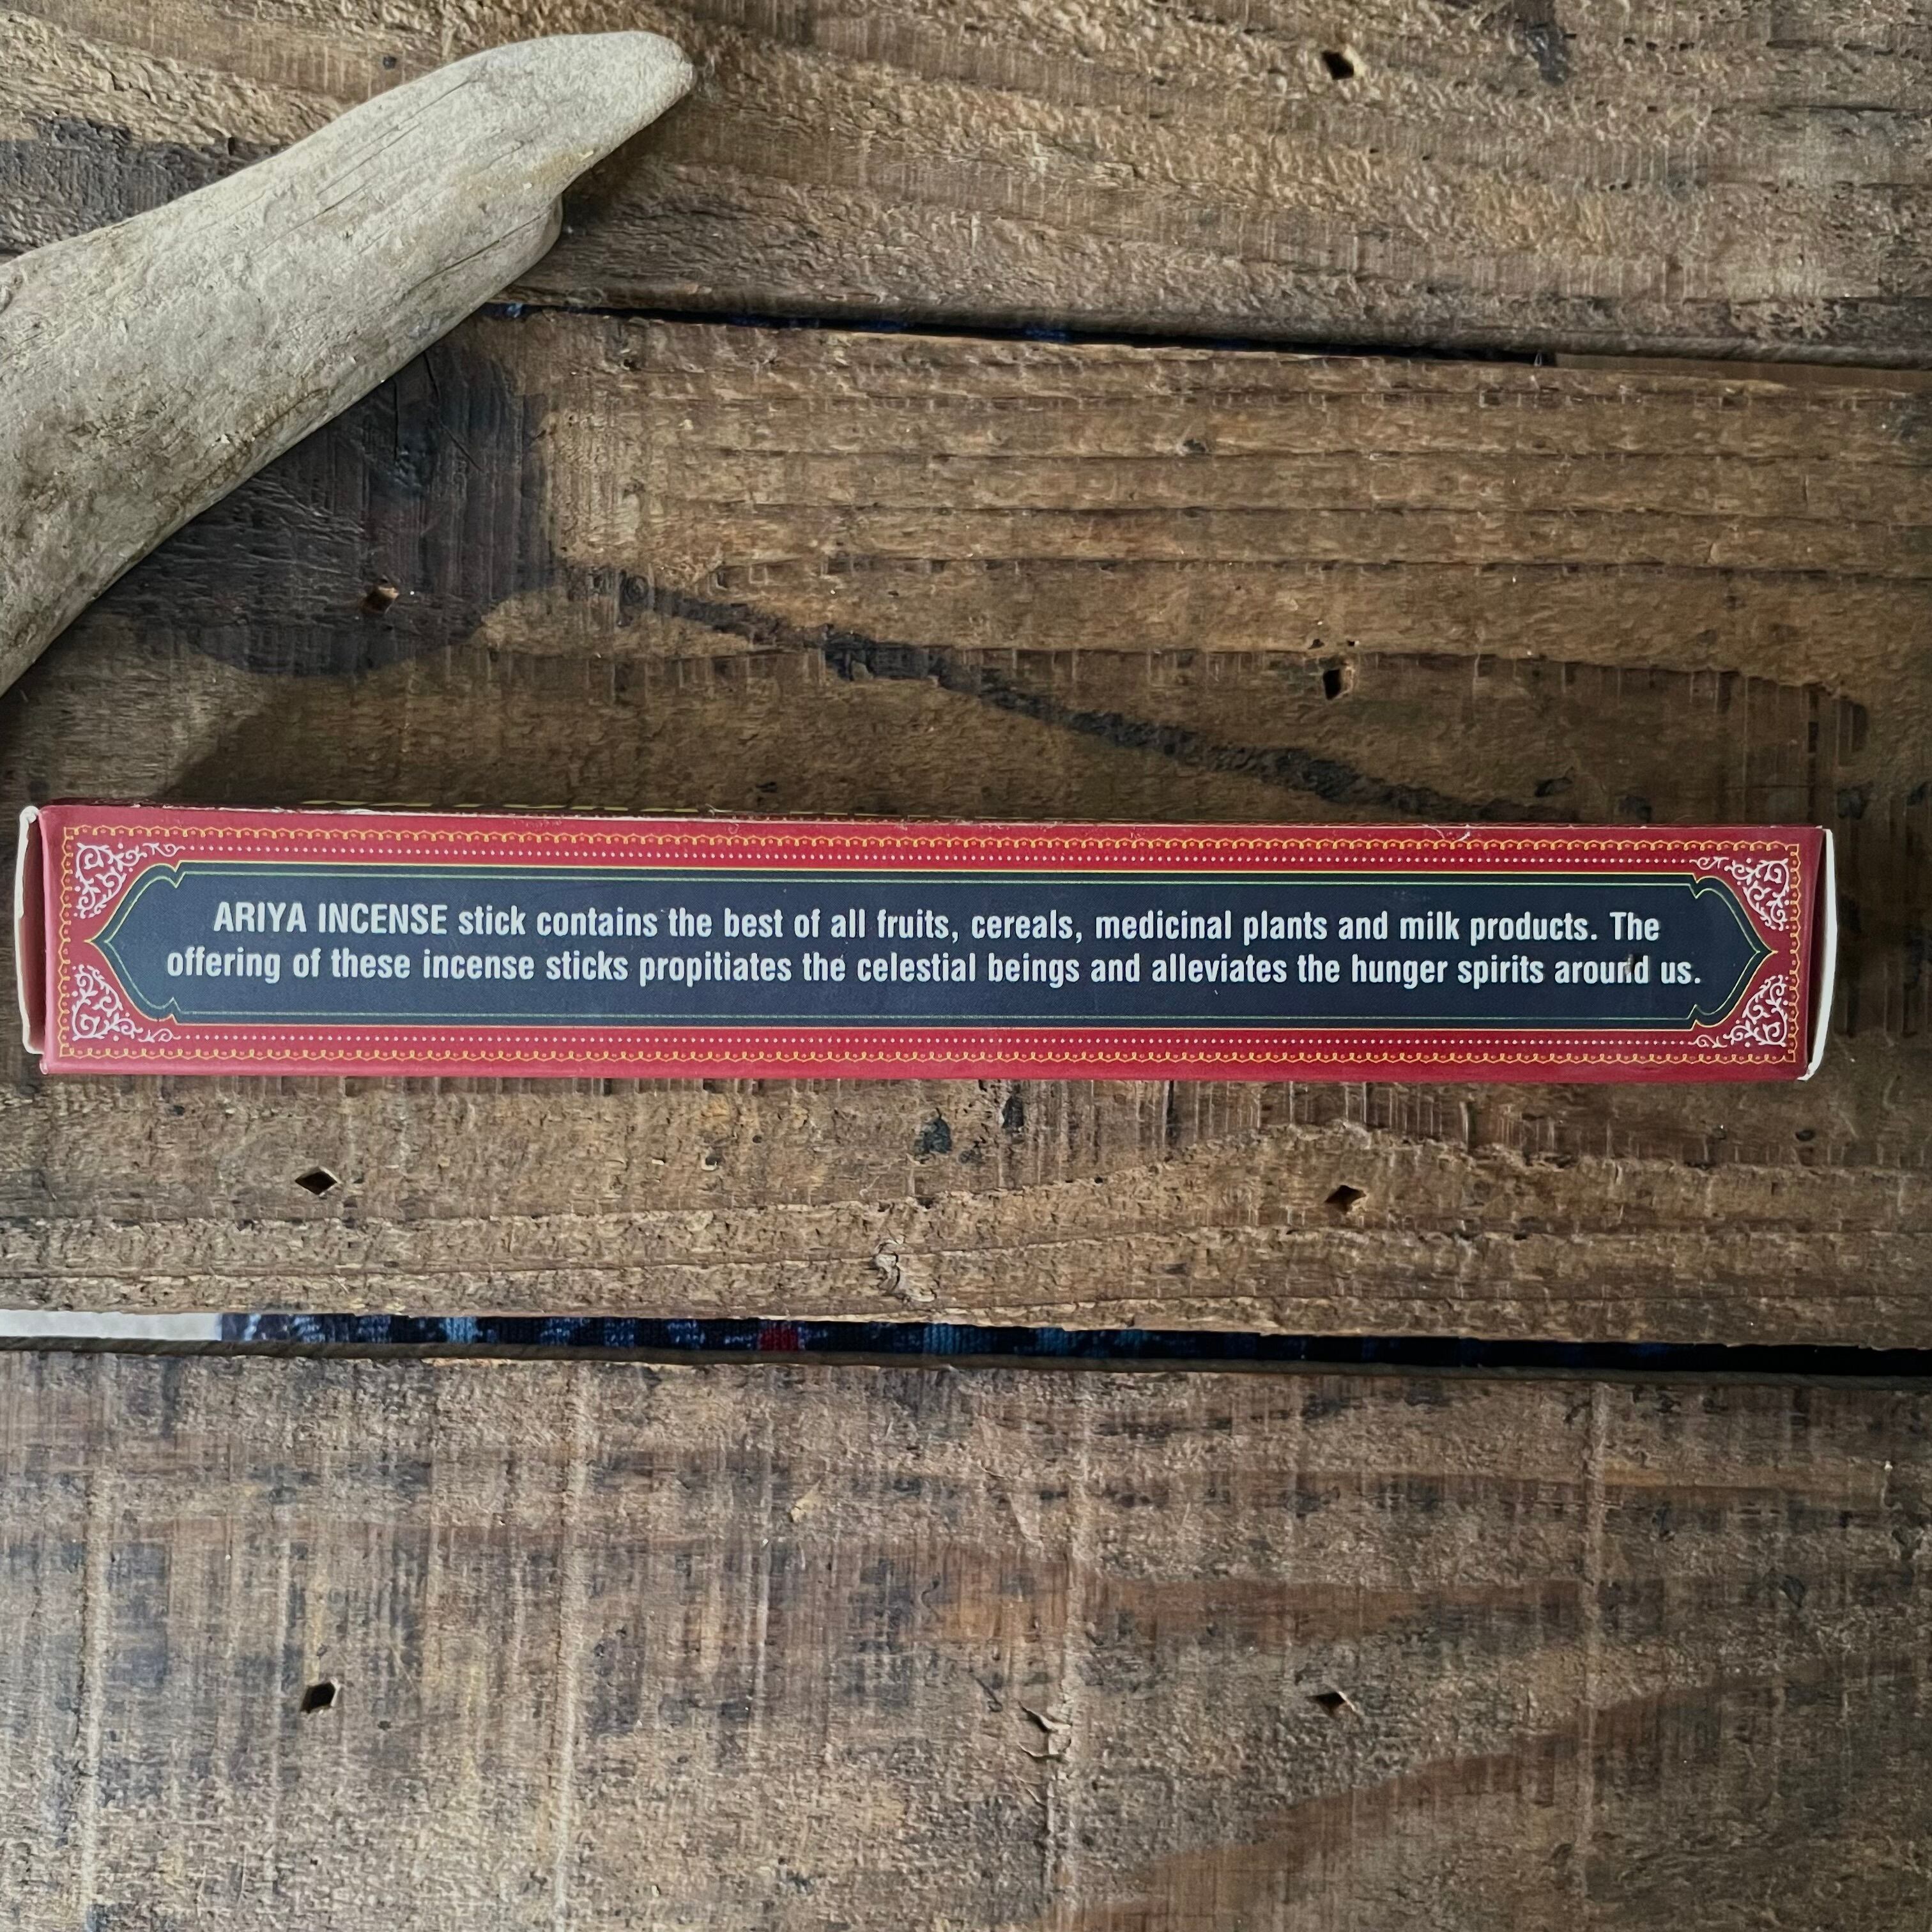 ARIYA INCENSE stick contains the best of all fruits, cereals, medicinal plants and milk products. The
offering of these incense sticks propitiates the celestial beings and alleviates the hunger spirits around us.